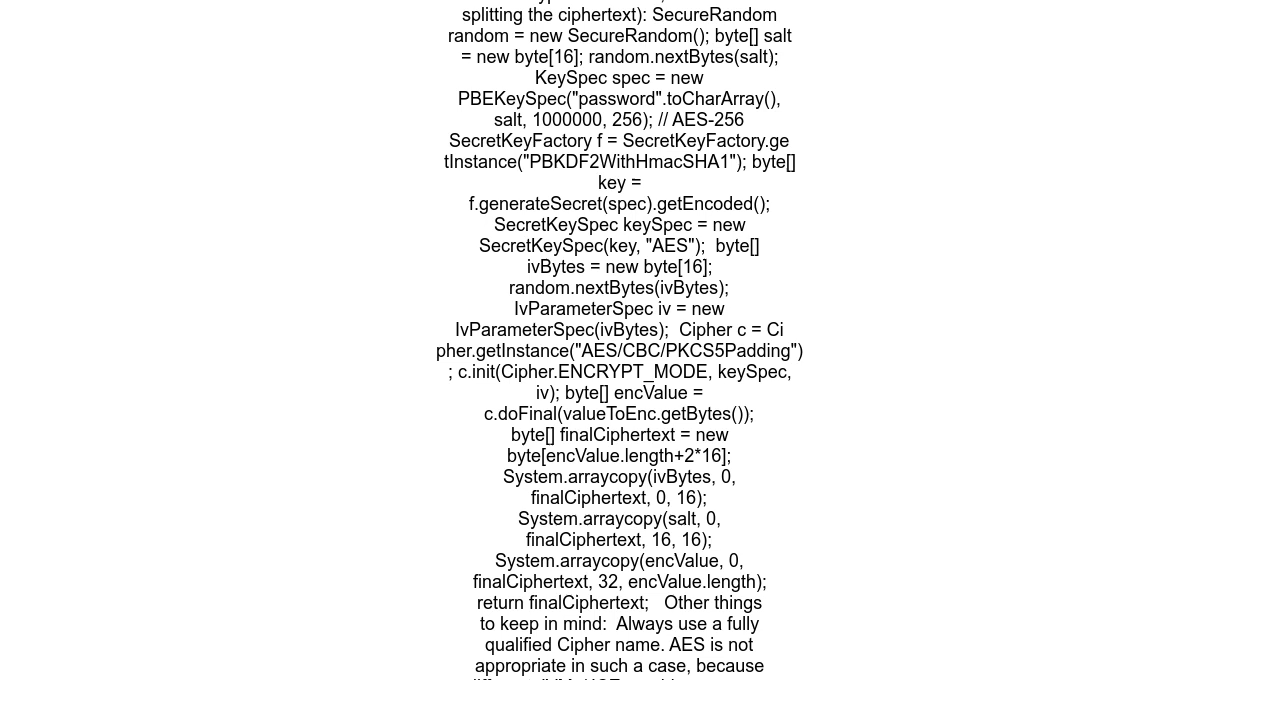 splitting the ciphertext): SecureRandom
random = new SecureRandom(); byte[] salt
= new byte[16]; random.nextBytes(salt);
KeySpec spec = new
PBEKeySpec("password".toCharArray(),
salt, 1000000, 256); // AES-256
SecretKeyFactory f = SecretKeyFactory.ge
tInstance("PBKDF2WithHmacSHA1"); byte[]
key =
f.generateSecret(spec).getEncoded();
SecretKeySpec keySpec = new
SecretKeySpec(key, "AES");  byte[]
ivBytes = new byte[16];
random.nextBytes(ivBytes);
IvParameterSpec iv = new
IvParameterSpec(ivBytes);  Cipher c = Ci
pher.getInstance("AES/CBC/PKCS5Padding")
; c.init(Cipher.ENCRYPT_MODE, keySpec,
iv); byte[] encValue =
c.doFinal(valueToEnc.getBytes());
byte[] finalCiphertext = new
byte[encValue.length+2*16];
System.arraycopy(ivBytes, 0,
finalCiphertext, 0, 16);
System.arraycopy(salt, 0,
finalCiphertext, 16, 16);
System.arraycopy(encValue, 0,
finalCiphertext, 32, encValue.length);
return finalCiphertext;   Other things
to keep in mind:  Always use a fully
qualified Cipher name. AES is not
appropriate in such a case, because